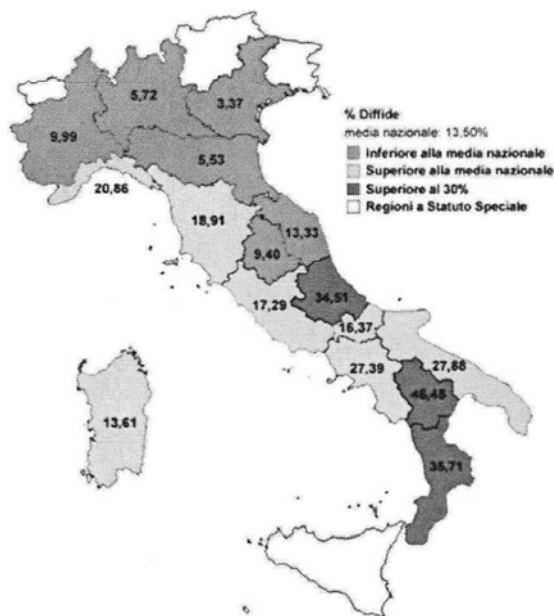 5,72
3,37
9,99
5,53
% Diffide
media nazionale: 13,50%
Inferiore alla media nazionale
Superiore alla media nazionale
Superiore al 30%
Regioni a Statuto Speciale
20,86
18,91
13,33
9,40
34,51
17,29
16,37
27,39
27,88
13,61
35,71